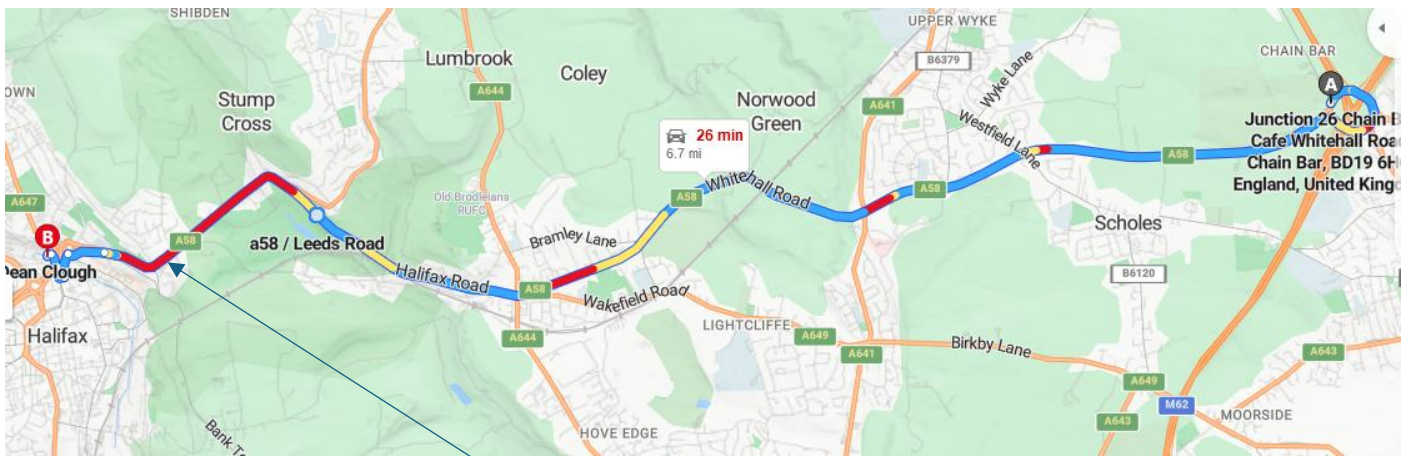 SHIBDEN
UPPER WYKE
CHAIN BAR
B6379
Lumbrook
Coley
OWN
Stump
Cross
A644
Norwood
Green
A641
Wyke Lane
Westfield Lane
A
Junction 26 Chain B
Cafe Whitehall Roa
Chain Bar, BD19 6H
England, United King
26 min
6.7 mi
A58
A58
Whitehall Road
A58
A647
Old Brodleians
RUFC
B
A58
a58 / Leeds Road
Bramley Lane
Scholes
Dean Clough
Halifax Road
A58
Wakefield Road
B6120
Halifax
A644
LIGHTCLIFFE
A649
A641
Birkby Lane
A643
A649
M62
A643
MOORSIDE
HOVE EDGE